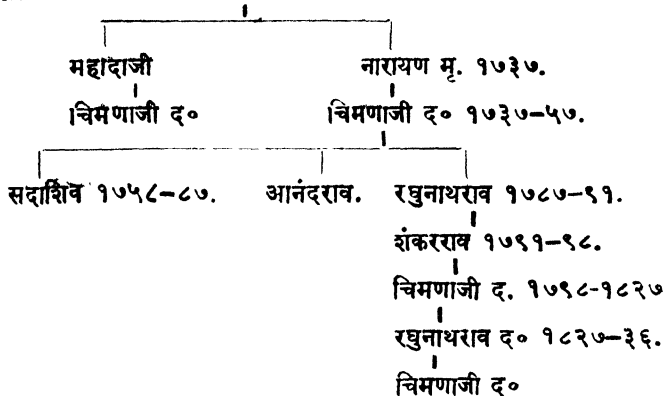 महादाजी नारायण मृ. १७३७.
चिमणाजी द० चिमणाजी द० १७३७–५७.
सदाशिव १७५८–८७. आनंदराव. रघुनाथराव १७८७–९१.
शंकरराव १७९१–९८.
चिमणाजी द. १७९८-१८२७
रघुनाथराव द० १८२७–३६.
चिमणाजी द०